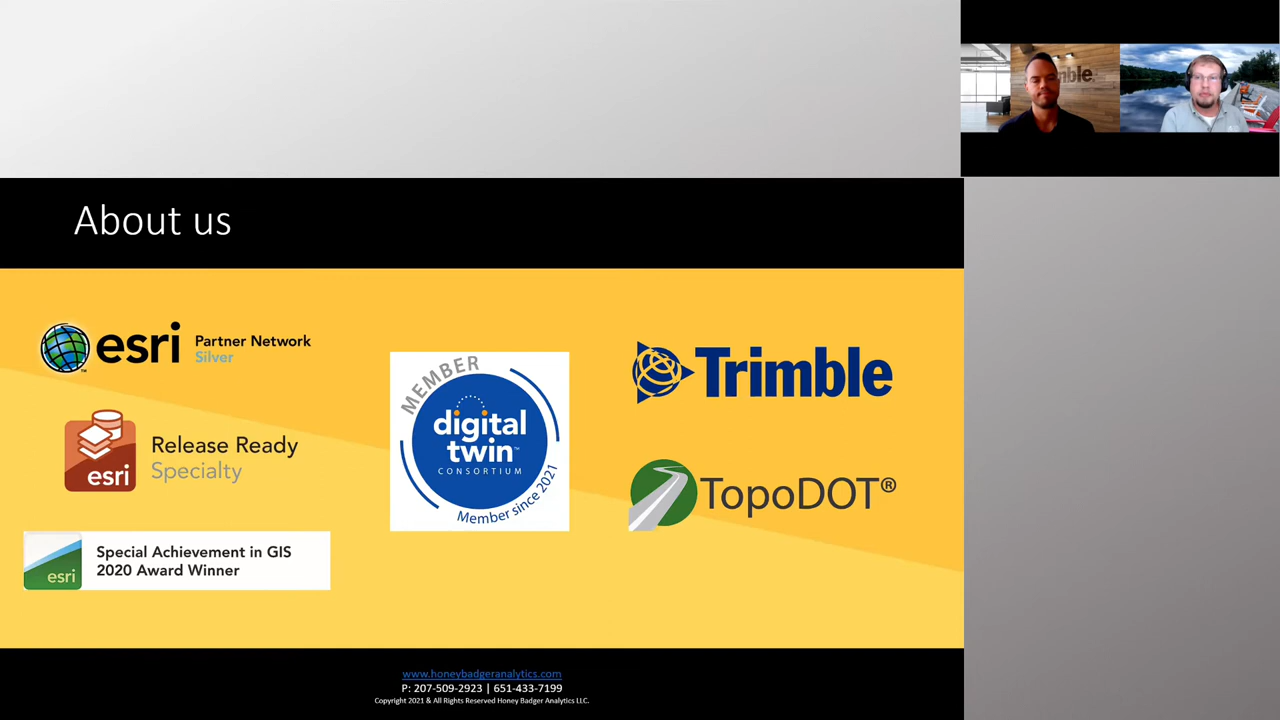 mble.
About us
esri Partner Network
Silver
esri
Release Ready
Specialty
esri
Special Achievement in GIS
2020 Award Winner
MEMBER
digital
twin™
CONSORTIUM
Member since 2021
Trimble
TopoDOT®
www.honeybadgeranalytics.com
P: 207-509-2923 | 651-433-7199
Copyright 2021 & All Rights Reserved Honey Badger Analytics LLC.